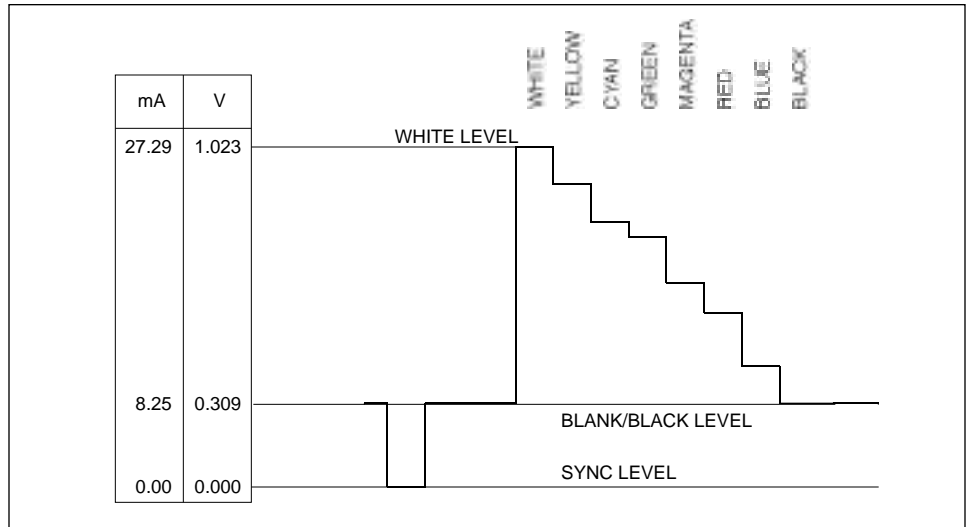 WHITE
YELLOW
CYAN
GREEN
MAGENTA
RED
BLUE
BLACK
mA V
27.29 1.023
WHITE LEVEL
8.25 0.309
BLANK/BLACK LEVEL
0.00 0.000
SYNC LEVEL